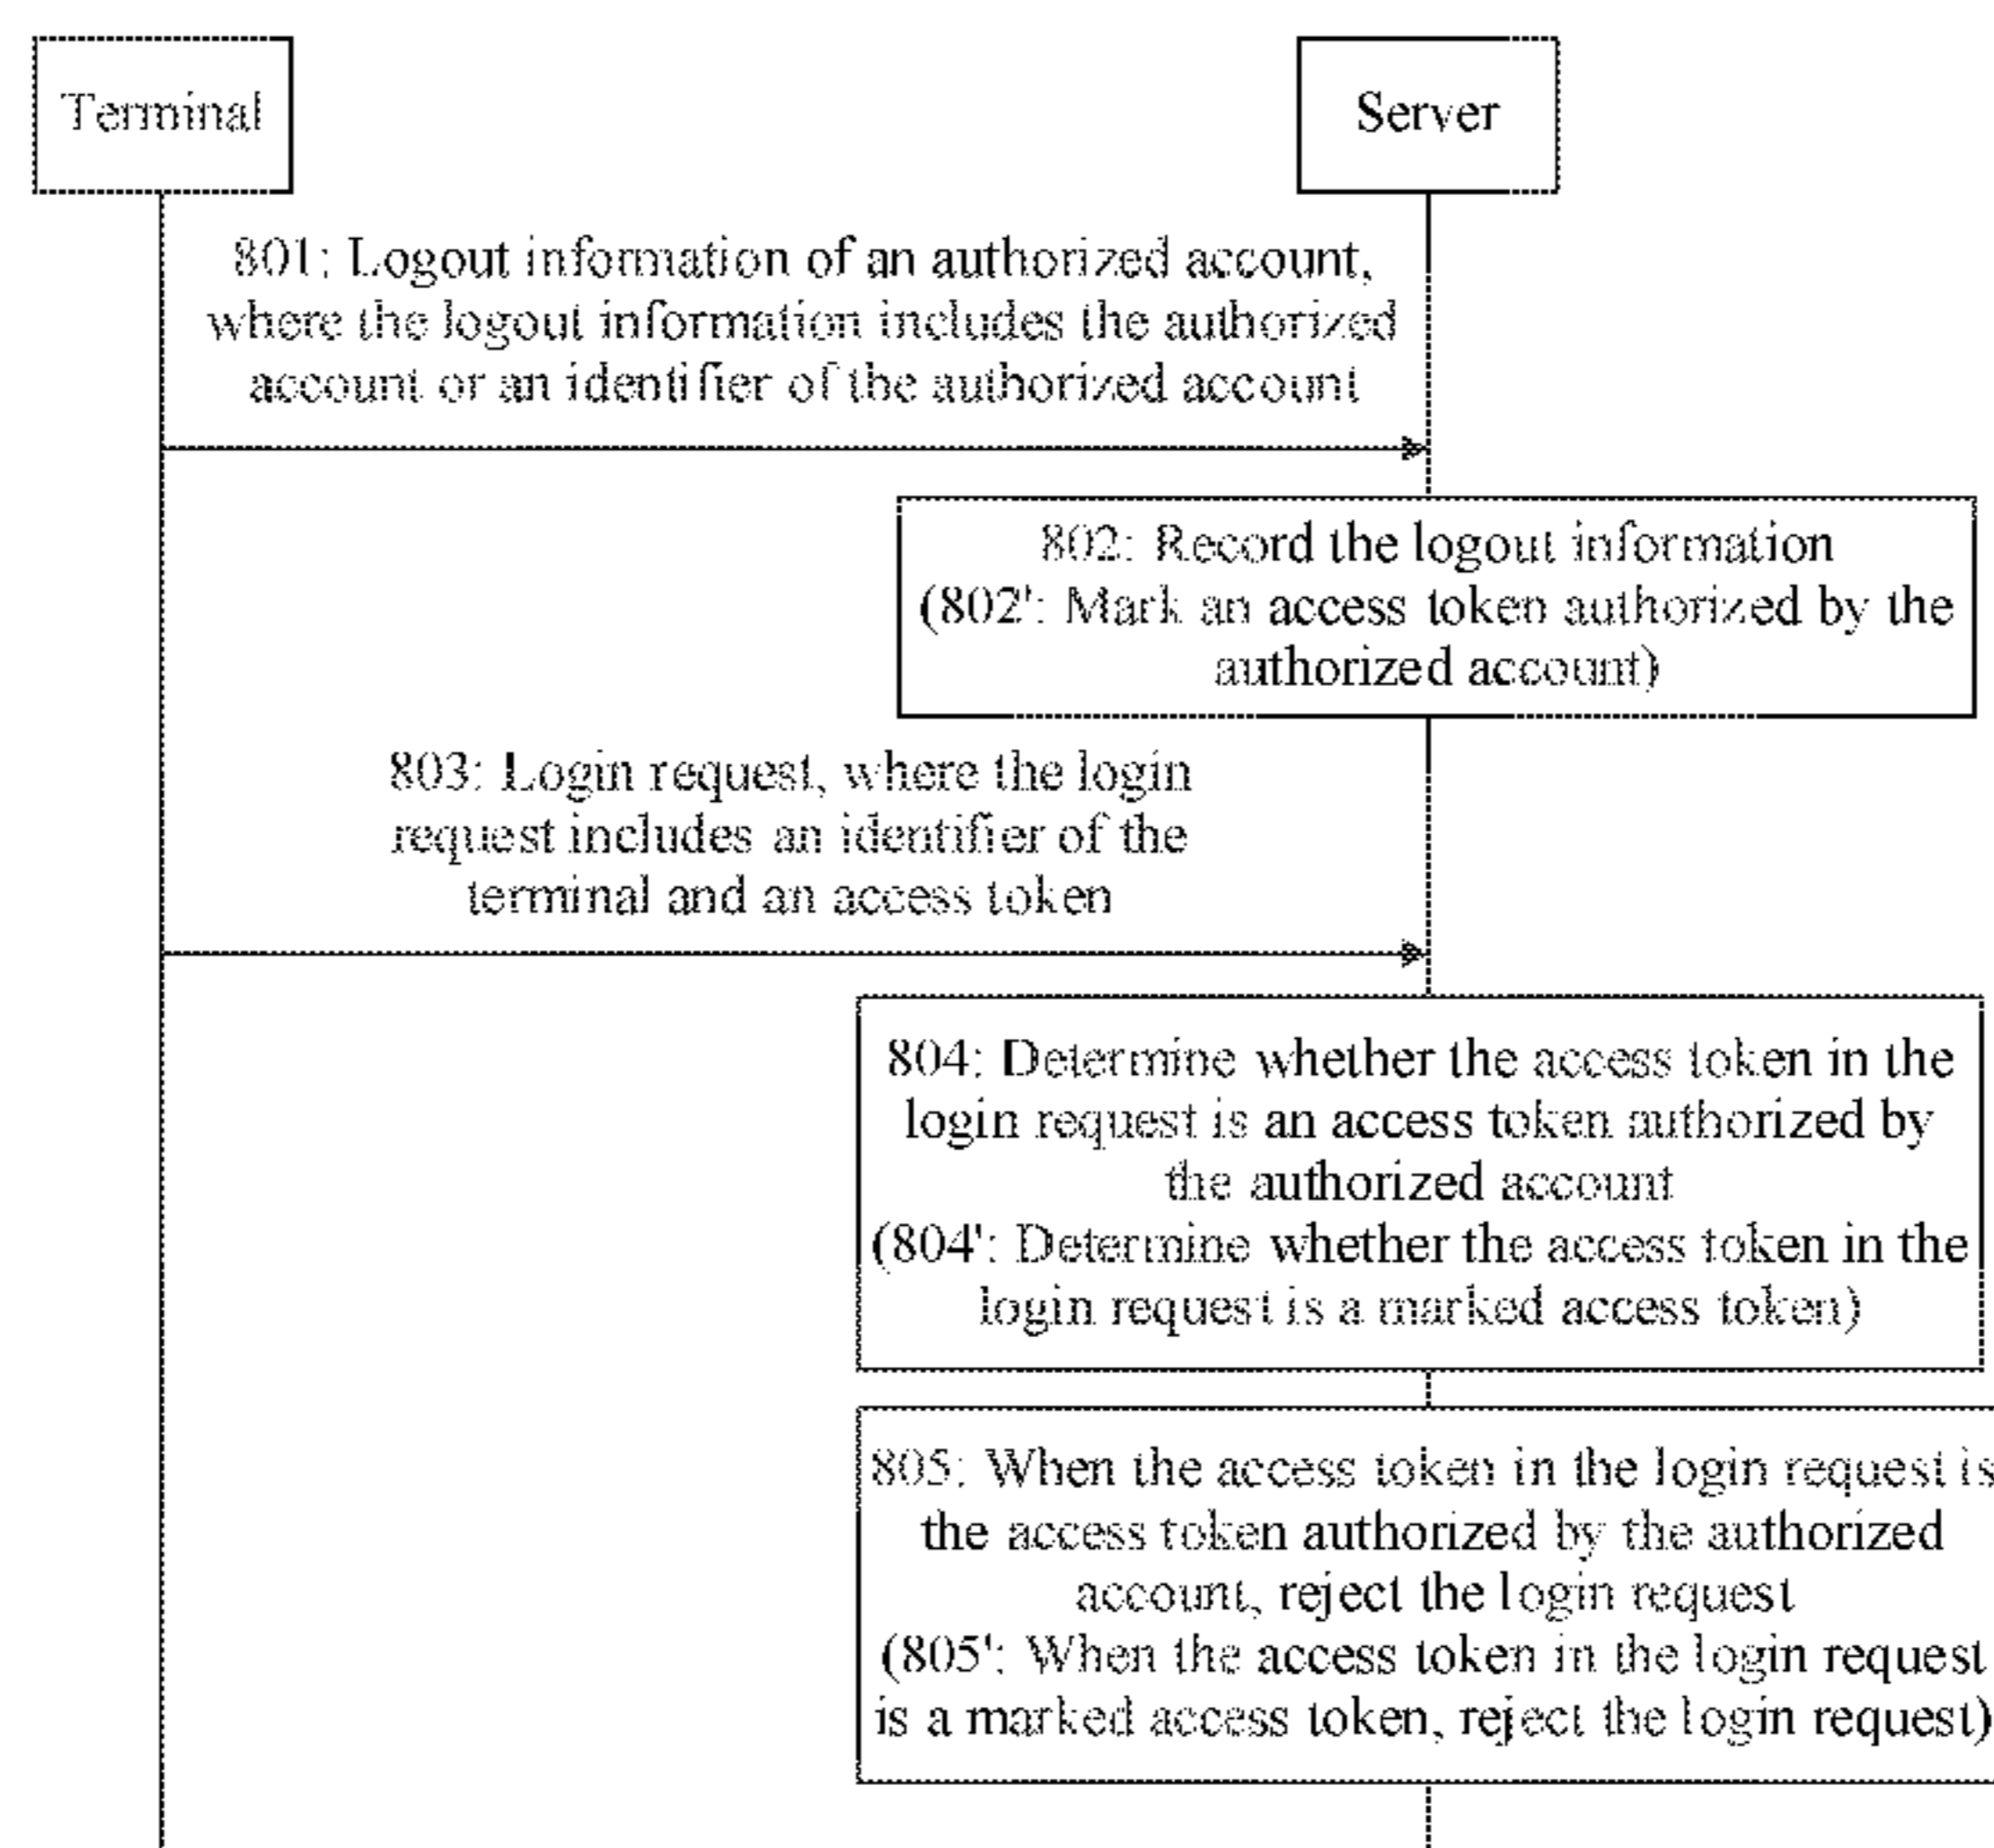 Terminal
Server
801: Logout information of an authorized account,
where the logout information includes the authorized
account or an identifier of the authorized account
802: Record the logout information
(802': Mark an access token authorized by the
authorized account)
803: Login request, where the login
request includes an identifier of the
terminal and an access token
804: Determine whether the access token in the
login request is an access token authorized by
the authorized account
(804': Determine whether the access token in the
login request is a marked access token)
805: When the access token in the login request is
the access token authorized by the authorized
account, reject the login request
(805': When the access token in the login request
is a marked access token, reject the login request)